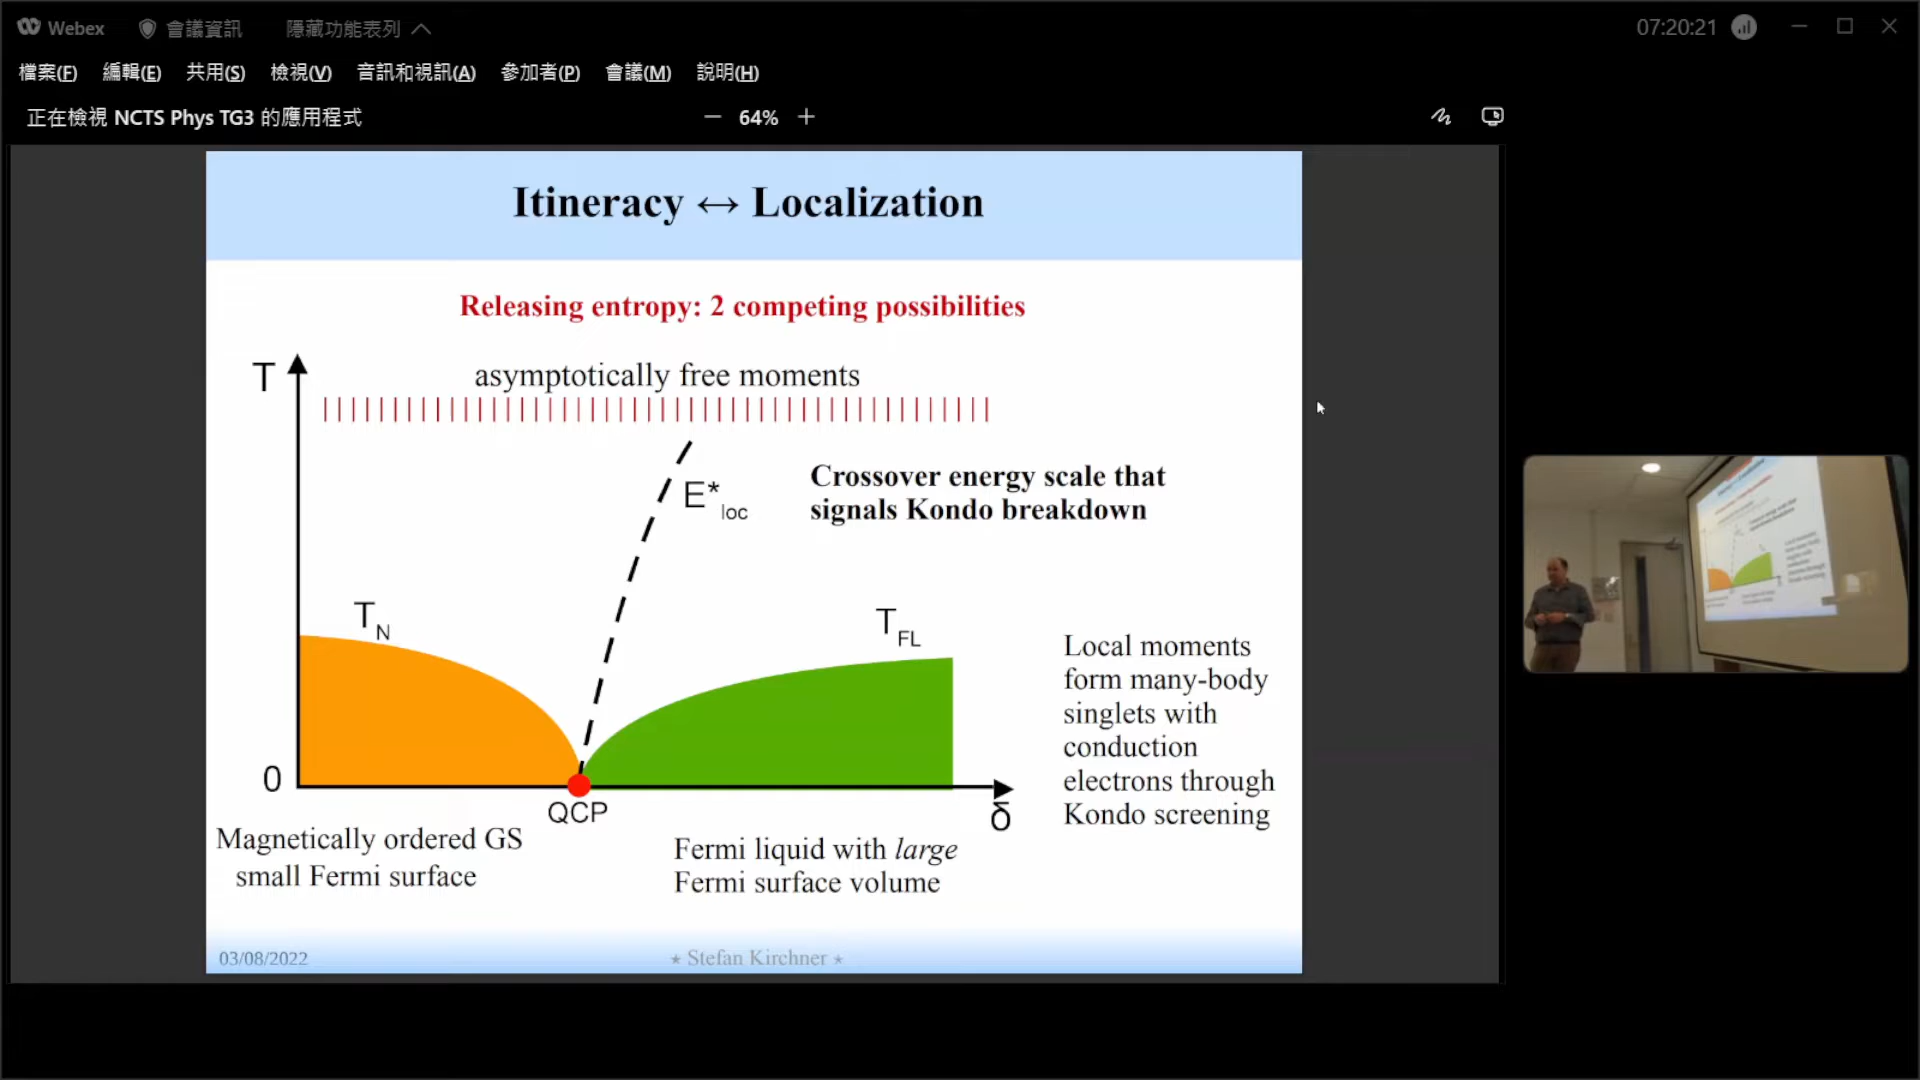 Webex 會議資訊 隱藏功能表列 07:20:21
檔案(F) 編輯(E) 共用(S) 檢視(V) 音訊和視訊(A) 參加者(P) 會議(M) 說明(H)
正在檢視 NCTS Phys TG3 的應用程式 — 64% +
Itineracy ↔ Localization
Releasing entropy: 2 competing possibilities
T
asymptotically free moments
E*loc
Crossover energy scale that
signals Kondo breakdown
TN
TFL
Local moments
form many-body
singlets with
conduction
electrons through
Kondo screening
0
QCP
δ
Magnetically ordered GS
small Fermi surface
Fermi liquid with large
Fermi surface volume
03/08/2022
⋆ Stefan Kirchner ⋆